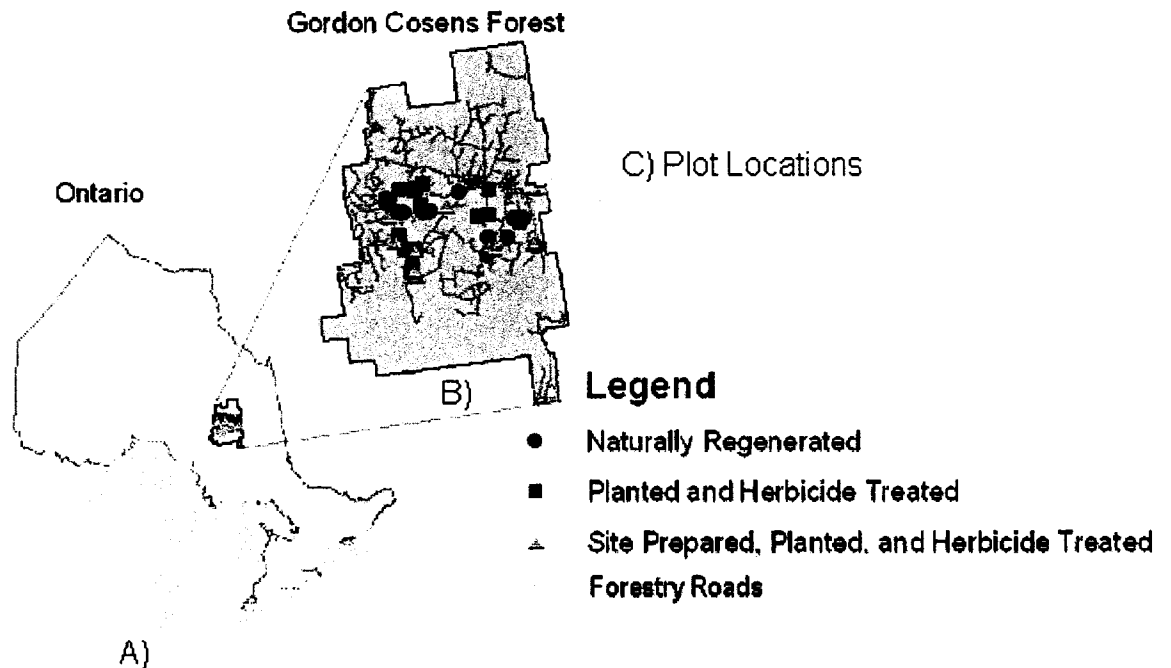 Gordon Cosens Forest
C) Plot Locations
Ontario
B)
Legend
Naturally Regenerated
Planted and Herbicide Treated
Site Prepared, Planted, and Herbicide Treated
Forestry Roads
A)